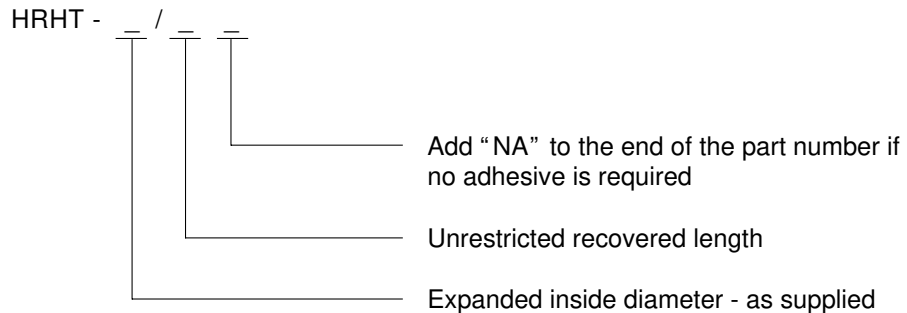 HRHT - _ / _ _
Add “NA” to the end of the part number if
no adhesive is required
Unrestricted recovered length
Expanded inside diameter - as supplied